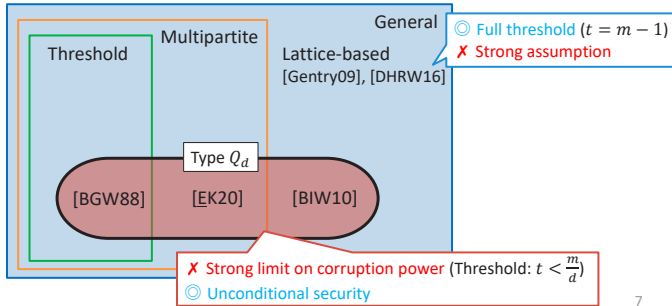 General
Multipartite
Threshold
Lattice-based
[Gentry09], [DHRW16]
◎ Full threshold (t = m − 1)
✗ Strong assumption
Type Q_d
[BGW88]
[EK20]
[BIW10]
✗ Strong limit on corruption power (Threshold: t < m/d)
◎ Unconditional security
7